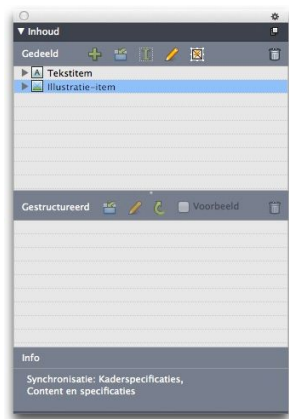 Inhoud
Gedeeld
A Tekstitem
Illustratie-item
Gestructureerd Voorbeeld
Info
Synchronisatie: Kaderspecificaties,
Content en specificaties